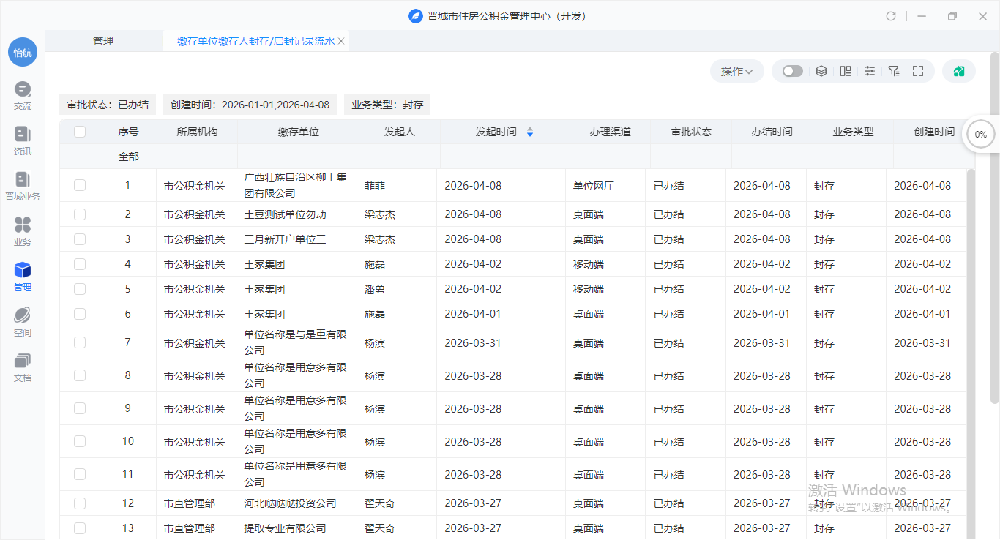 晋城市住房公积金管理中心（开发）
怡航
管理
缴存单位缴存人封存/启封记录流水
操作
交流
资讯
晋城业务
业务
管理
空间
文档
审批状态：已办结 创建时间：2026-01-01,2026-04-08 业务类型：封存
序号 所属机构 缴存单位 发起人 发起时间 办理渠道 审批状态 办结时间 业务类型 创建时间
0%
全部
1 市公积金机关 广西壮族自治区柳工集
团有限公司 菲菲 2026-04-08 单位网厅 已办结 2026-04-08 封存 2026-04-08
2 市公积金机关 土豆测试单位勿动 梁志杰 2026-04-08 桌面端 已办结 2026-04-08 封存 2026-04-08
3 市公积金机关 三月新开户单位三 梁志杰 2026-04-08 桌面端 已办结 2026-04-08 封存 2026-04-08
4 市公积金机关 王家集团 施磊 2026-04-02 移动端 已办结 2026-04-02 封存 2026-04-02
5 市公积金机关 王家集团 潘勇 2026-04-02 移动端 已办结 2026-04-02 封存 2026-04-02
6 市公积金机关 王家集团 施磊 2026-04-01 桌面端 已办结 2026-04-01 封存 2026-04-01
7 市公积金机关 单位名称是与是重有限
公司 杨滨 2026-03-31 桌面端 已办结 2026-03-31 封存 2026-03-31
8 市公积金机关 单位名称是用意多有限
公司 杨滨 2026-03-28 桌面端 已办结 2026-03-28 封存 2026-03-28
9 市公积金机关 单位名称是用意多有限
公司 杨滨 2026-03-28 桌面端 已办结 2026-03-28 封存 2026-03-28
10 市公积金机关 单位名称是用意多有限
公司 杨滨 2026-03-28 桌面端 已办结 2026-03-28 封存 2026-03-28
11 市公积金机关 单位名称是用意多有限
公司 杨滨 2026-03-28 桌面端 已办结 2026-03-28 封存 2026-03-28
12 市直管理部 河北哒哒哒投资公司 翟天奇 2026-03-27 桌面端 已办结 2026-03-27 封存 2026-03-27
13 市直管理部 提取专业有限公司 翟天奇 2026-03-27 桌面端 已办结 2026-03-27 封存 2026-03-27
激活 Windows
转到"设置"以激活 Windows。